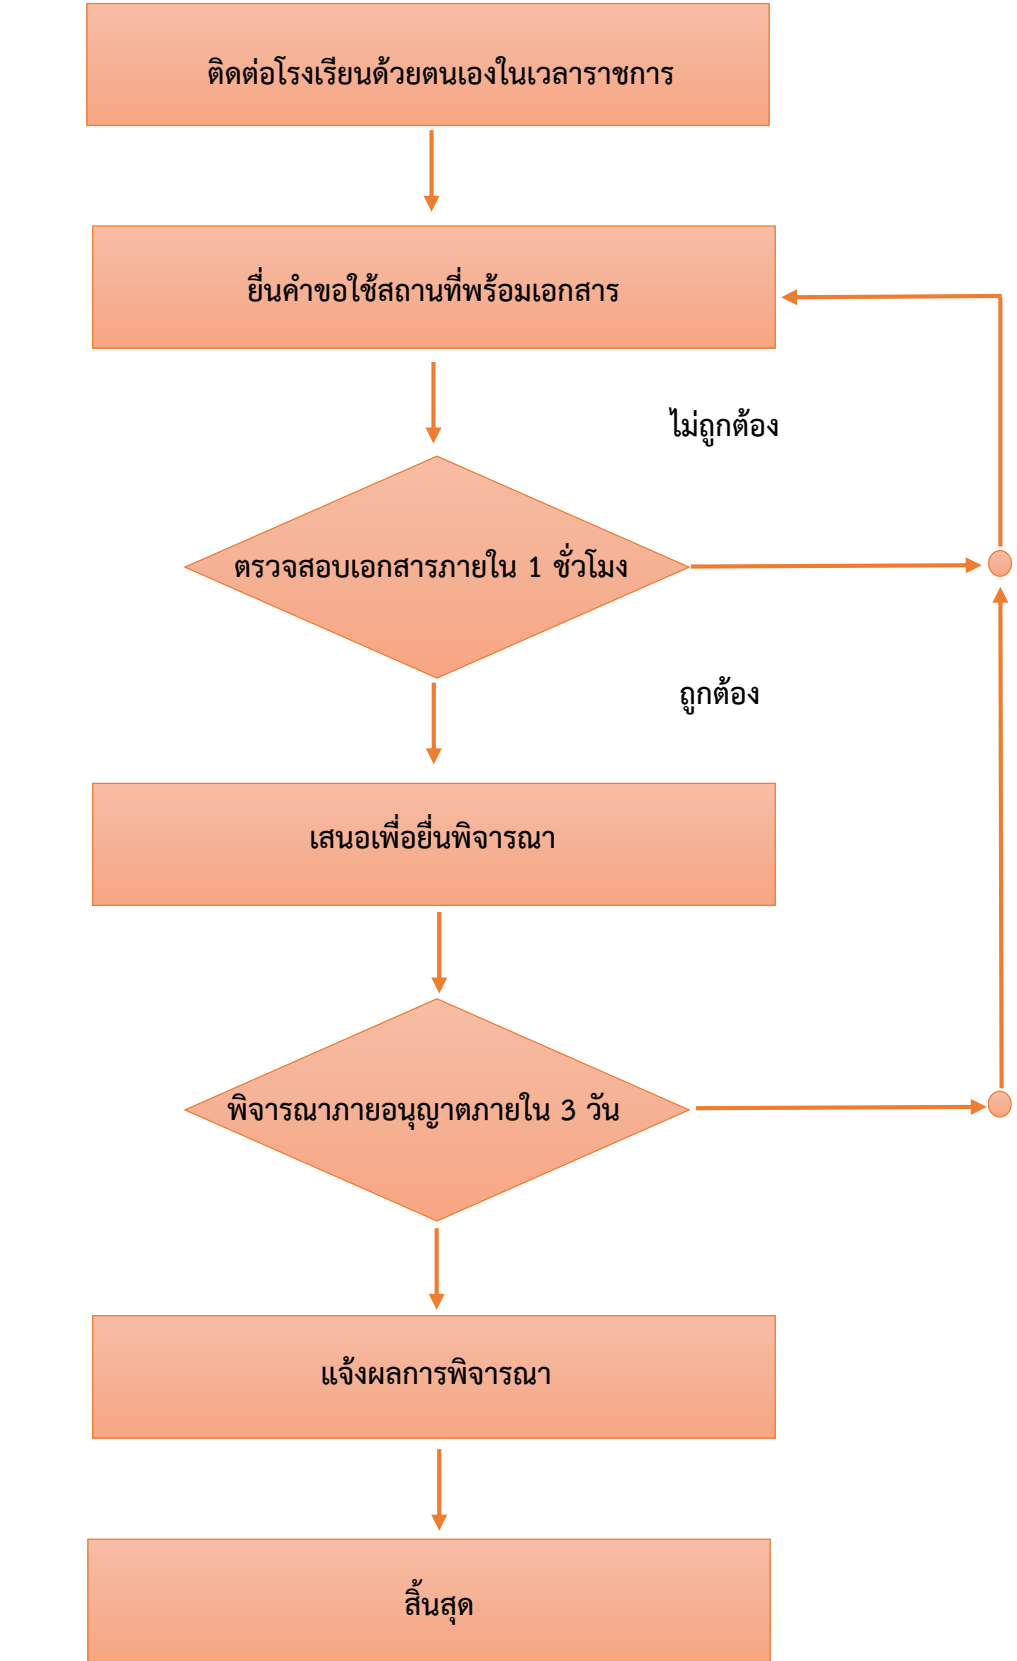 ติดต่อโรงเรียนด้วยตนเองในเวลาราชการ
ยื่นคำขอใช้สถานที่พร้อมเอกสาร
ไม่ถูกต้อง
ตรวจสอบเอกสารภายใน 1 ชั่วโมง
ถูกต้อง
เสนอเพื่อยื่นพิจารณา
พิจารณาภายอนุญาตภายใน 3 วัน
แจ้งผลการพิจารณา
สิ้นสุด